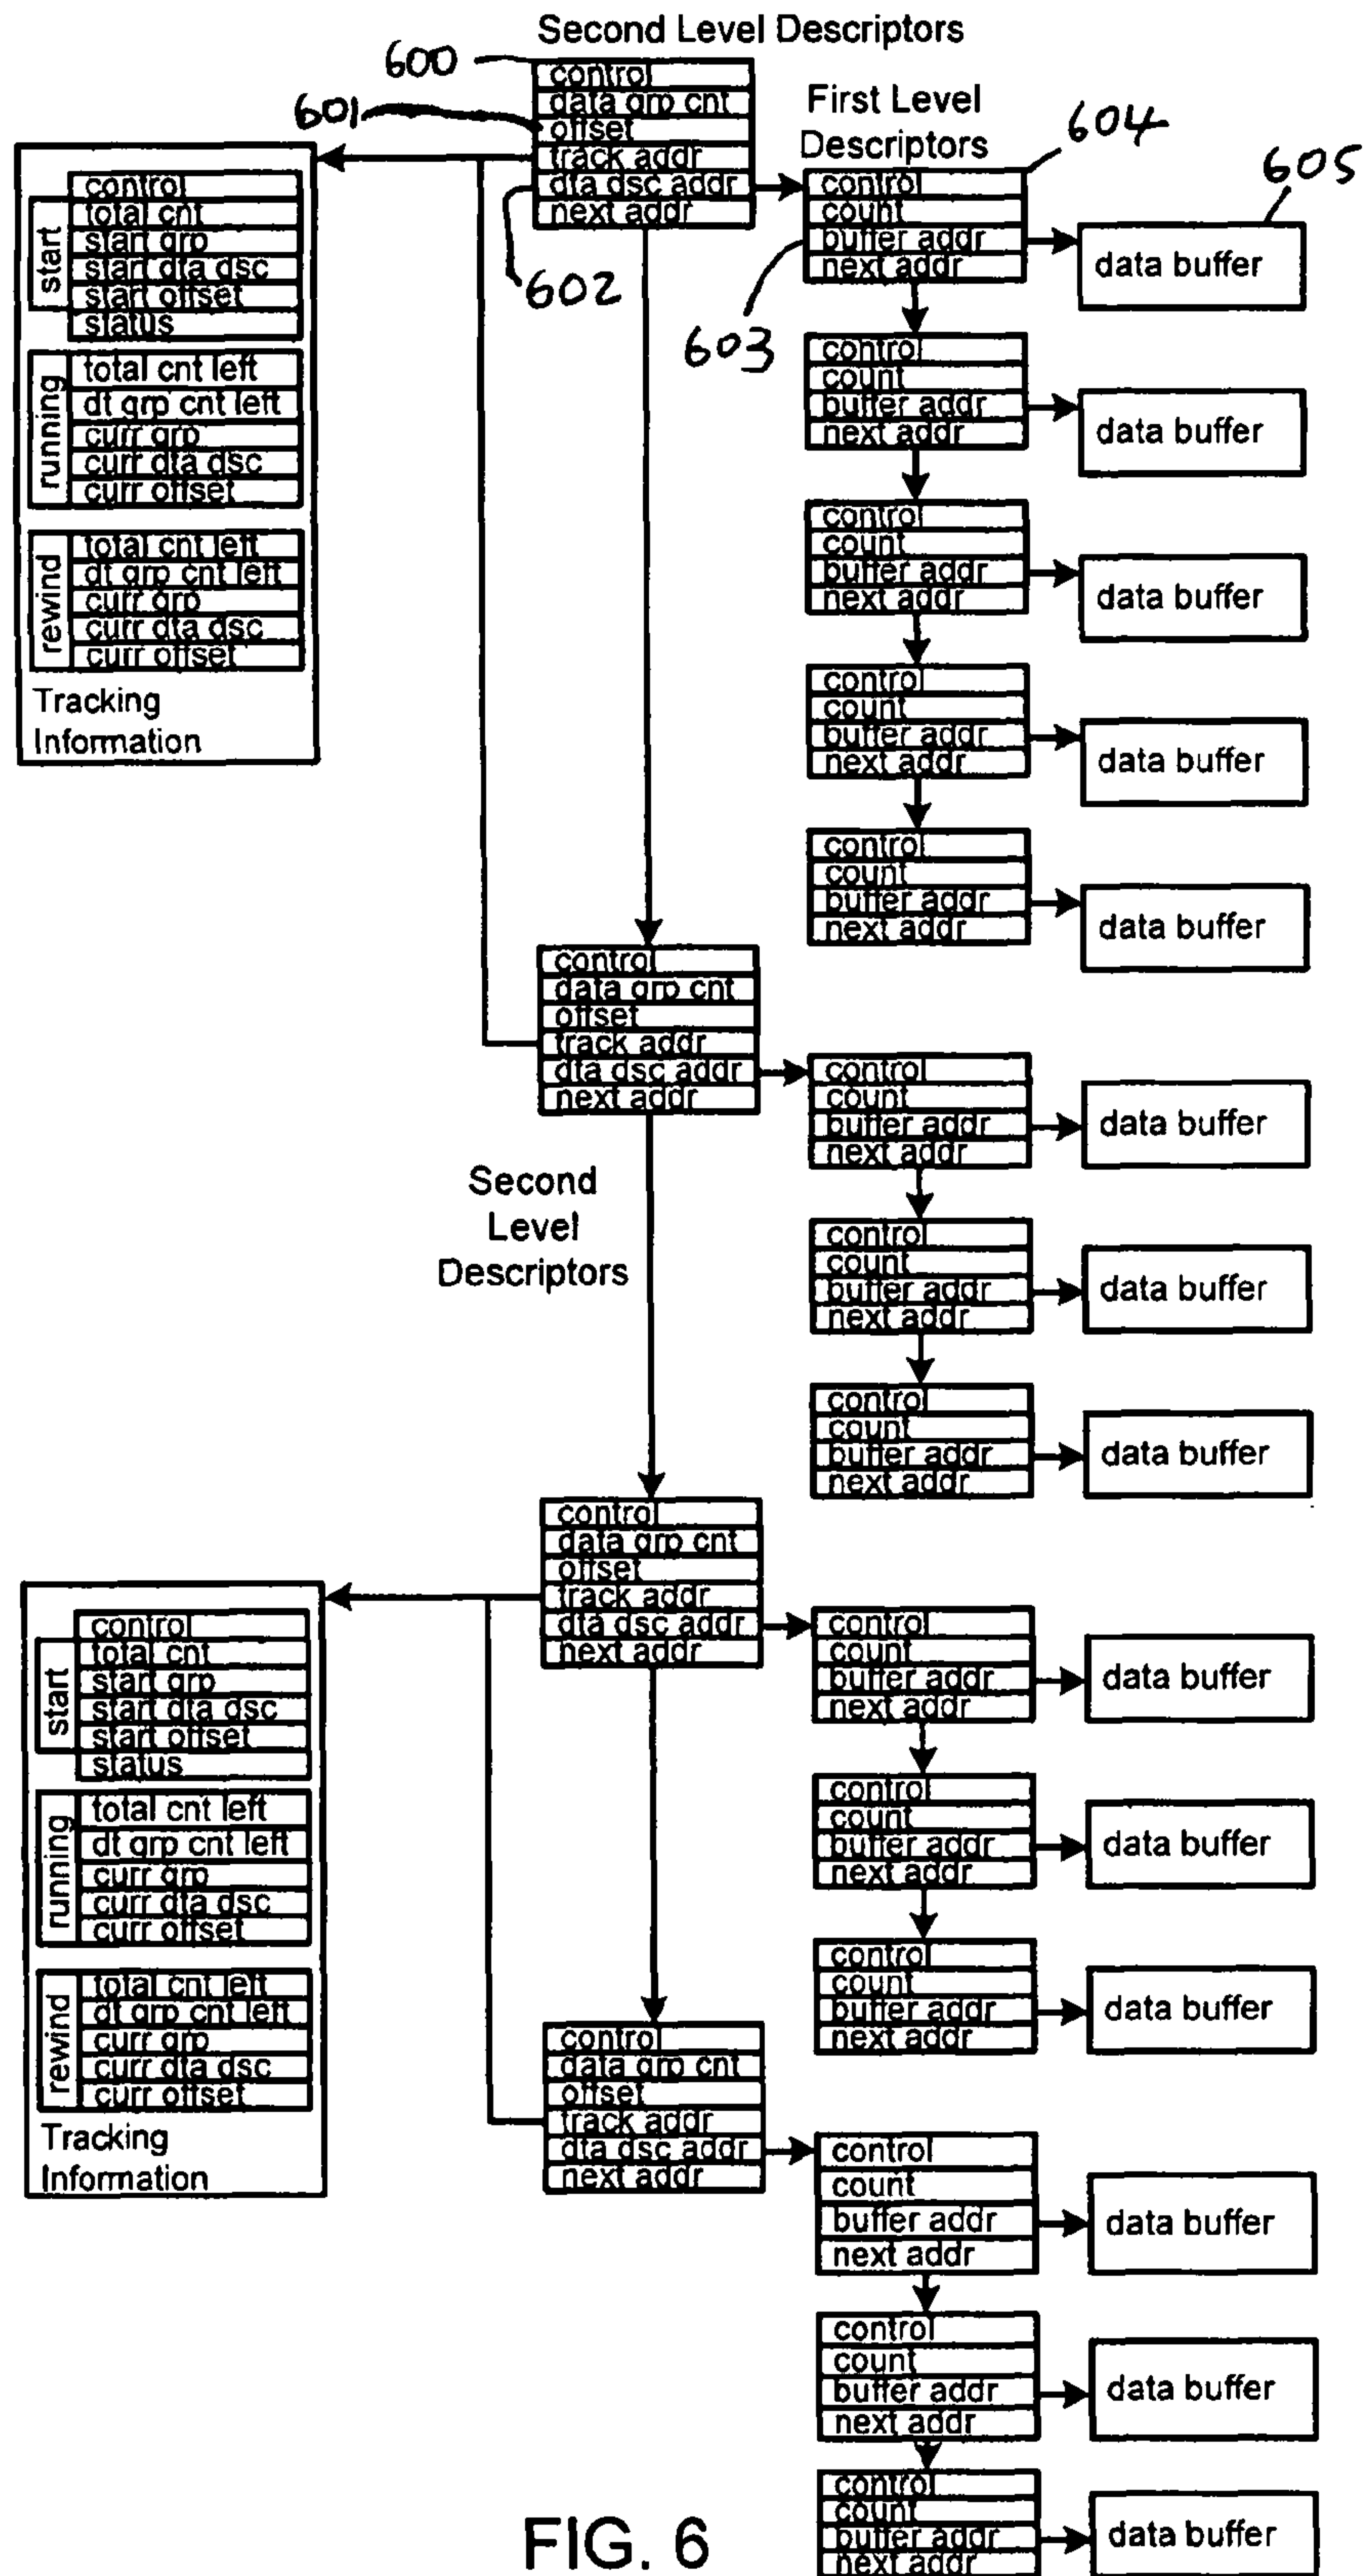 Second Level Descriptors
600
control
data grp cnt
601
offset
track addr
dta dsc addr
next addr
602
First Level
Descriptors
604
control
count
buffer addr
next addr
603
605
data buffer
control
count
buffer addr
next addr
data buffer
control
count
buffer addr
next addr
data buffer
control
count
buffer addr
next addr
data buffer
control
count
buffer addr
next addr
data buffer
control
start
total cnt
start grp
start dta dsc
start offset
status
running
total cnt left
dt grp cnt left
curr grp
curr dta dsc
curr offset
rewind
total cnt left
dt grp cnt left
curr grp
curr dta dsc
curr offset
Tracking
Information
control
data grp cnt
offset
track addr
dta dsc addr
next addr
control
count
buffer addr
next addr
data buffer
control
count
buffer addr
next addr
data buffer
control
count
buffer addr
next addr
data buffer
Second
Level
Descriptors
control
data grp cnt
offset
track addr
dta dsc addr
next addr
control
count
buffer addr
next addr
data buffer
control
count
buffer addr
next addr
data buffer
control
count
buffer addr
next addr
data buffer
control
start
total cnt
start grp
start dta dsc
start offset
status
running
total cnt left
dt grp cnt left
curr grp
curr dta dsc
curr offset
rewind
total cnt left
dt grp cnt left
curr grp
curr dta dsc
curr offset
Tracking
Information
control
data grp cnt
offset
track addr
dta dsc addr
next addr
control
count
buffer addr
next addr
data buffer
control
count
buffer addr
next addr
data buffer
control
count
buffer addr
next addr
data buffer
FIG. 6